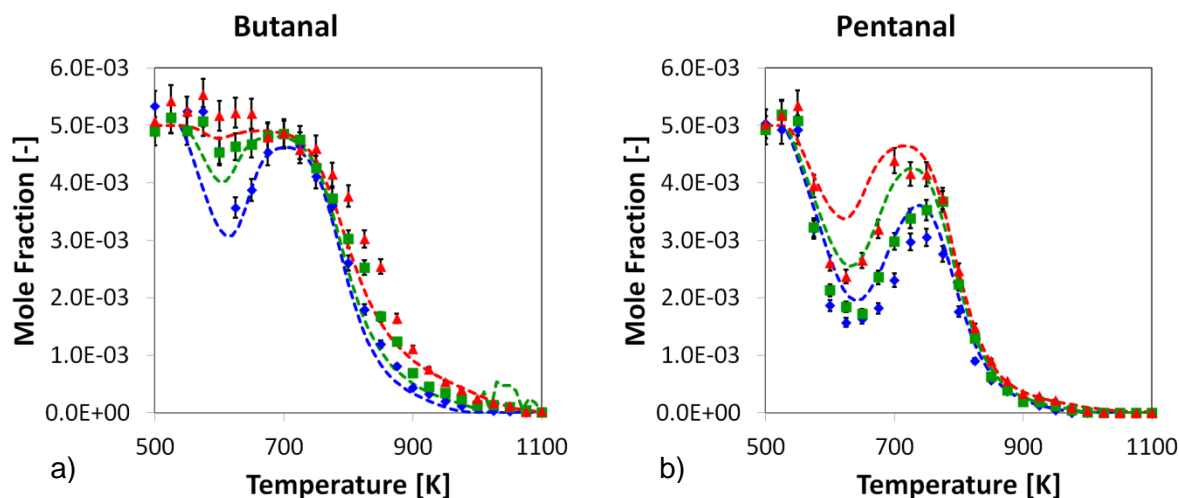 Butanal
Mole Fraction [-]
6.0E-03
5.0E-03
4.0E-03
3.0E-03
2.0E-03
1.0E-03
0.0E+00
500 700 900 1100
a)
Temperature [K]
Pentanal
Mole Fraction [-]
6.0E-03
5.0E-03
4.0E-03
3.0E-03
2.0E-03
1.0E-03
0.0E+00
500 700 900 1100
b)
Temperature [K]